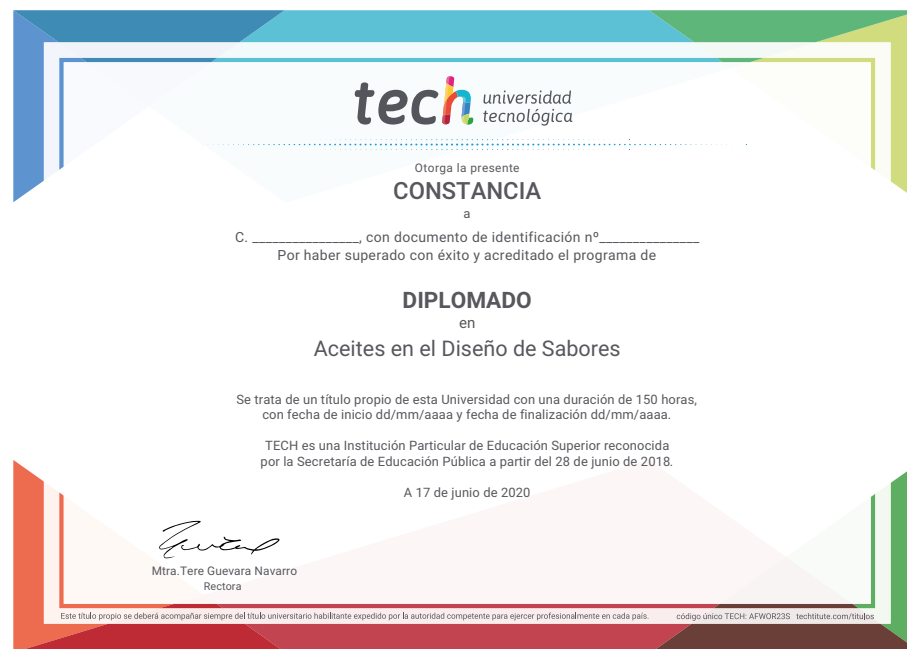 tech universidad
tecnológica
Otorga la presente
CONSTANCIA
a
C. ________________, con documento de identificación nº_______________
Por haber superado con éxito y acreditado el programa de
DIPLOMADO
en
Aceites en el Diseño de Sabores
Se trata de un título propio de esta Universidad con una duración de 150 horas,
con fecha de inicio dd/mm/aaaa y fecha de finalización dd/mm/aaaa.
TECH es una Institución Particular de Educación Superior reconocida
por la Secretaría de Educación Pública a partir del 28 de junio de 2018.
A 17 de junio de 2020
Mtra.Tere Guevara Navarro
Rectora
Este título propio se deberá acompañar siempre del título universitario habilitante expedido por la autoridad competente para ejercer profesionalmente en cada país. código único TECH: AFWOR23S techtitute.com/titulos